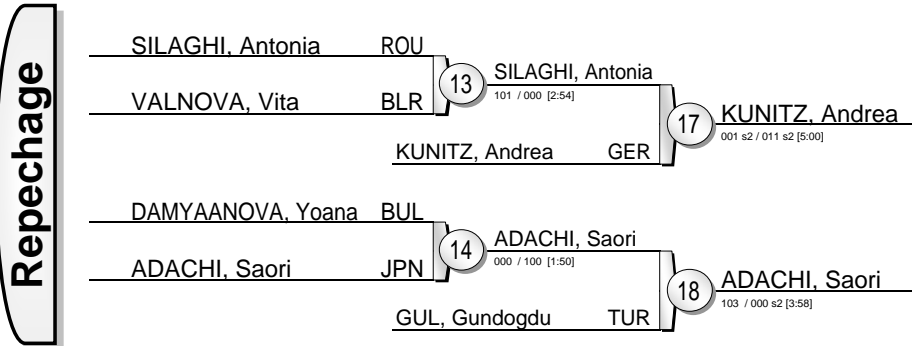 Repechage
SILAGHI, Antonia ROU
VALNOVA, Vita BLR
13
SILAGHI, Antonia
101 / 000 [2:54]
KUNITZ, Andrea GER
17
KUNITZ, Andrea
001 s2 / 011 s2 [5:00]
DAMYAANOVA, Yoana BUL
ADACHI, Saori JPN
14
ADACHI, Saori
000 / 100 [1:50]
GUL, Gundogdu TUR
18
ADACHI, Saori
103 / 000 s2 [3:58]